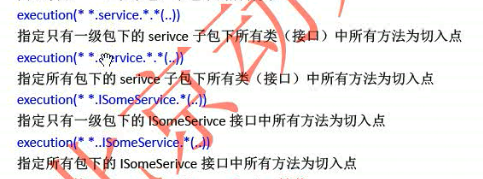 execution(* *.service.*.*(..))
指定只有一级包下的 serivce 子包下所有类（接口）中所有方法为切入点
execution(* *..rvice.*.*(..))
指定所有包下的 serivce 子包下所有类（接口）中所有方法为切入点
execution(* *.ISomeService.*(..))
指定只有一级包下的 ISomeSerivce 接口中所有方法为切入点
execution(* *..ISomeService.*(..))
指定所有包下的 ISomeSerivce 接口中所有方法为切入点